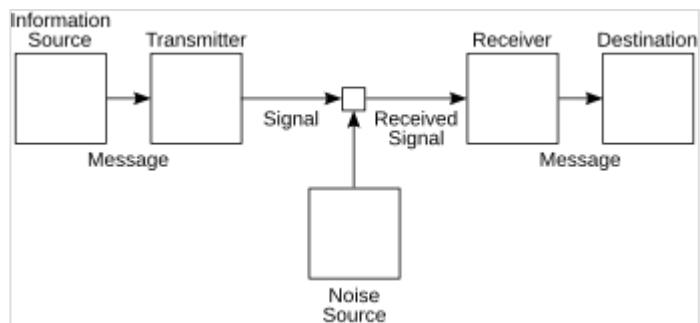 Information
Source
Transmitter
Receiver
Destination
Signal
Received
Signal
Message
Message
Noise
Source